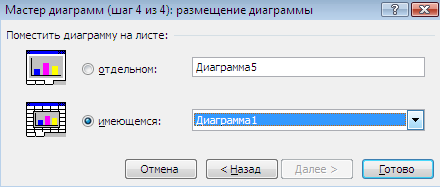 Мастер диаграмм (шаг 4 из 4): размещение диаграммы
Поместить диаграмму на листе:
отдельном: Диаграмма5
имеющемся: Диаграмма1
Отмена < Назад Далее > Готово